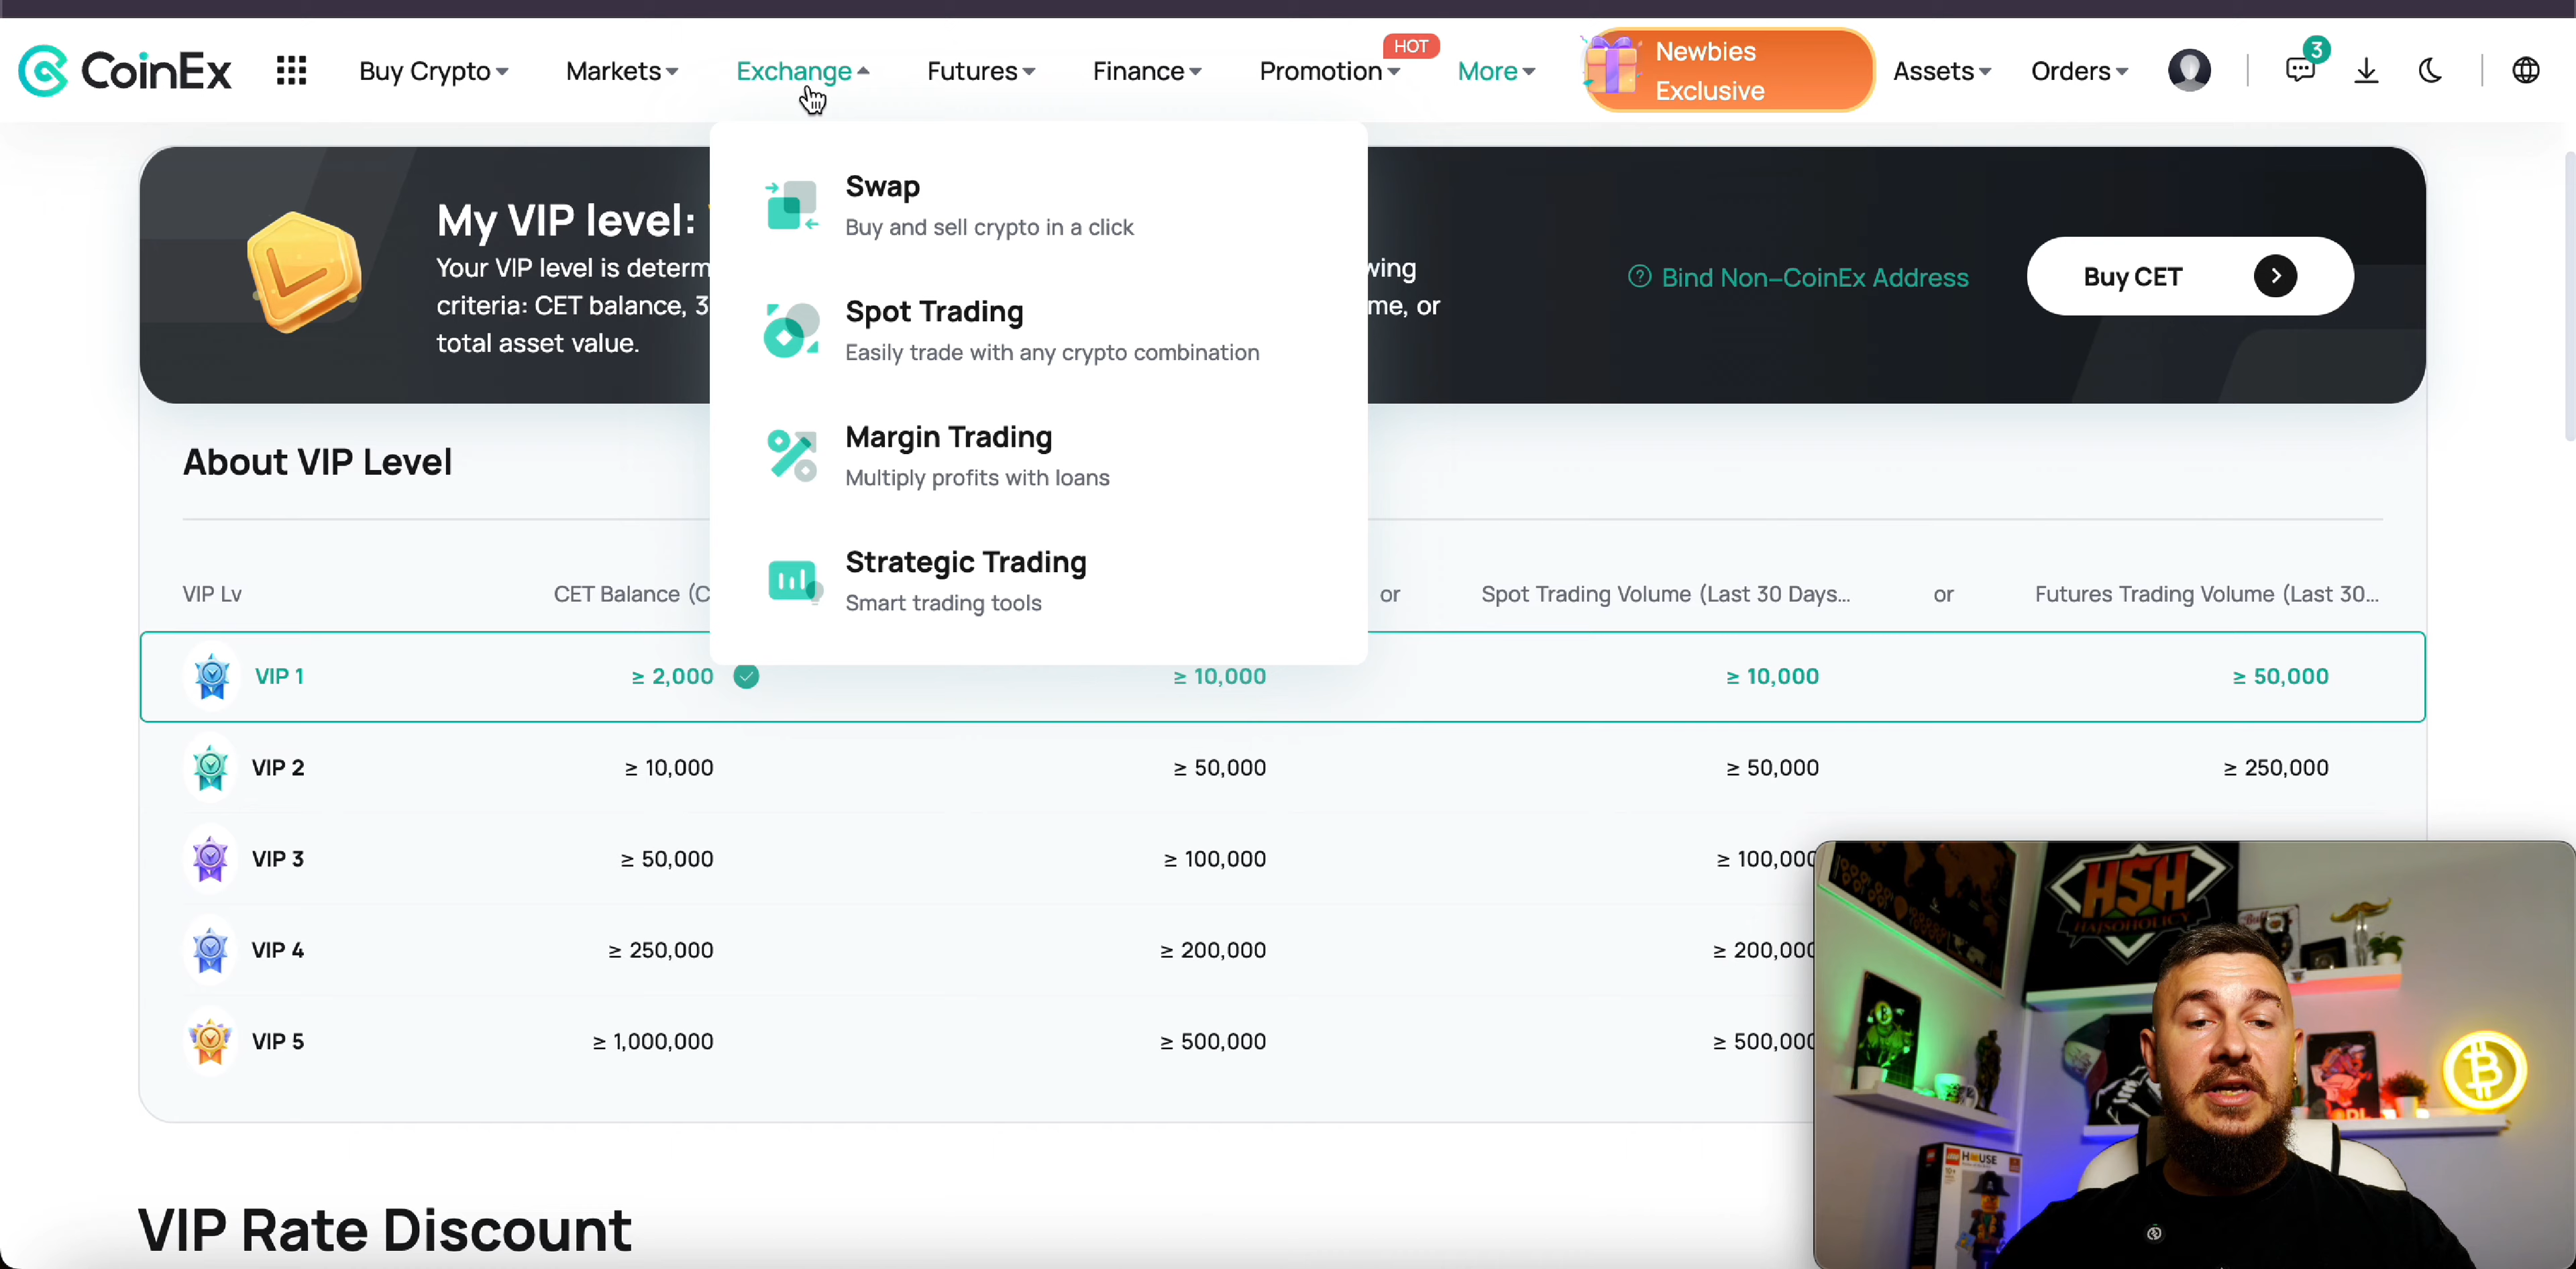 CoinEx
Buy Crypto
Markets
Exchange
Futures
Finance
Promotion
HOT
More
Newbies
Exclusive
Assets
Orders
3
My VIP level:
Your VIP level is determ
wing
criteria: CET balance, 3
me, or
total asset value.
Bind Non-CoinEx Address
Buy CET
Swap
Buy and sell crypto in a click
Spot Trading
Easily trade with any crypto combination
Margin Trading
Multiply profits with loans
Strategic Trading
Smart trading tools
About VIP Level
VIP Lv
CET Balance (C
or
Spot Trading Volume (Last 30 Days...
or
Futures Trading Volume (Last 30...
VIP 1 ≥ 2,000 ≥ 10,000 ≥ 10,000 ≥ 50,000
VIP 2 ≥ 10,000 ≥ 50,000 ≥ 50,000 ≥ 250,000
VIP 3 ≥ 50,000 ≥ 100,000 ≥ 100,000
VIP 4 ≥ 250,000 ≥ 200,000 ≥ 200,000
VIP 5 ≥ 1,000,000 ≥ 500,000 ≥ 500,000
VIP Rate Discount
HSH
HAJSOHOLICY
LEGO
HOUSE